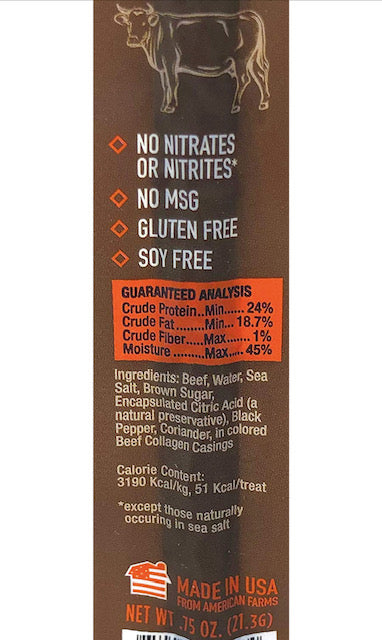 NO NITRATES
OR NITRITES*
NO MSG
GLUTEN FREE
SOY FREE
GUARANTEED ANALYSIS
Crude Protein..Min...... 24%
Crude Fat........Min... 18.7%
Crude Fiber.....Max....... 1%
Moisture .........Max..... 45%
Ingredients: Beef, Water, Sea
Salt, Brown Sugar,
Encapsulated Citric Acid (a
natural preservative), Black
Pepper, Coriander, in colored
Beef Collagen Casings
Calorie Content:
3190 Kcal/kg, 51 Kcal/treat
*except those naturally
occuring in sea salt
MADE IN USA
FROM AMERICAN FARMS
NET WT .75 OZ. (21.3G)